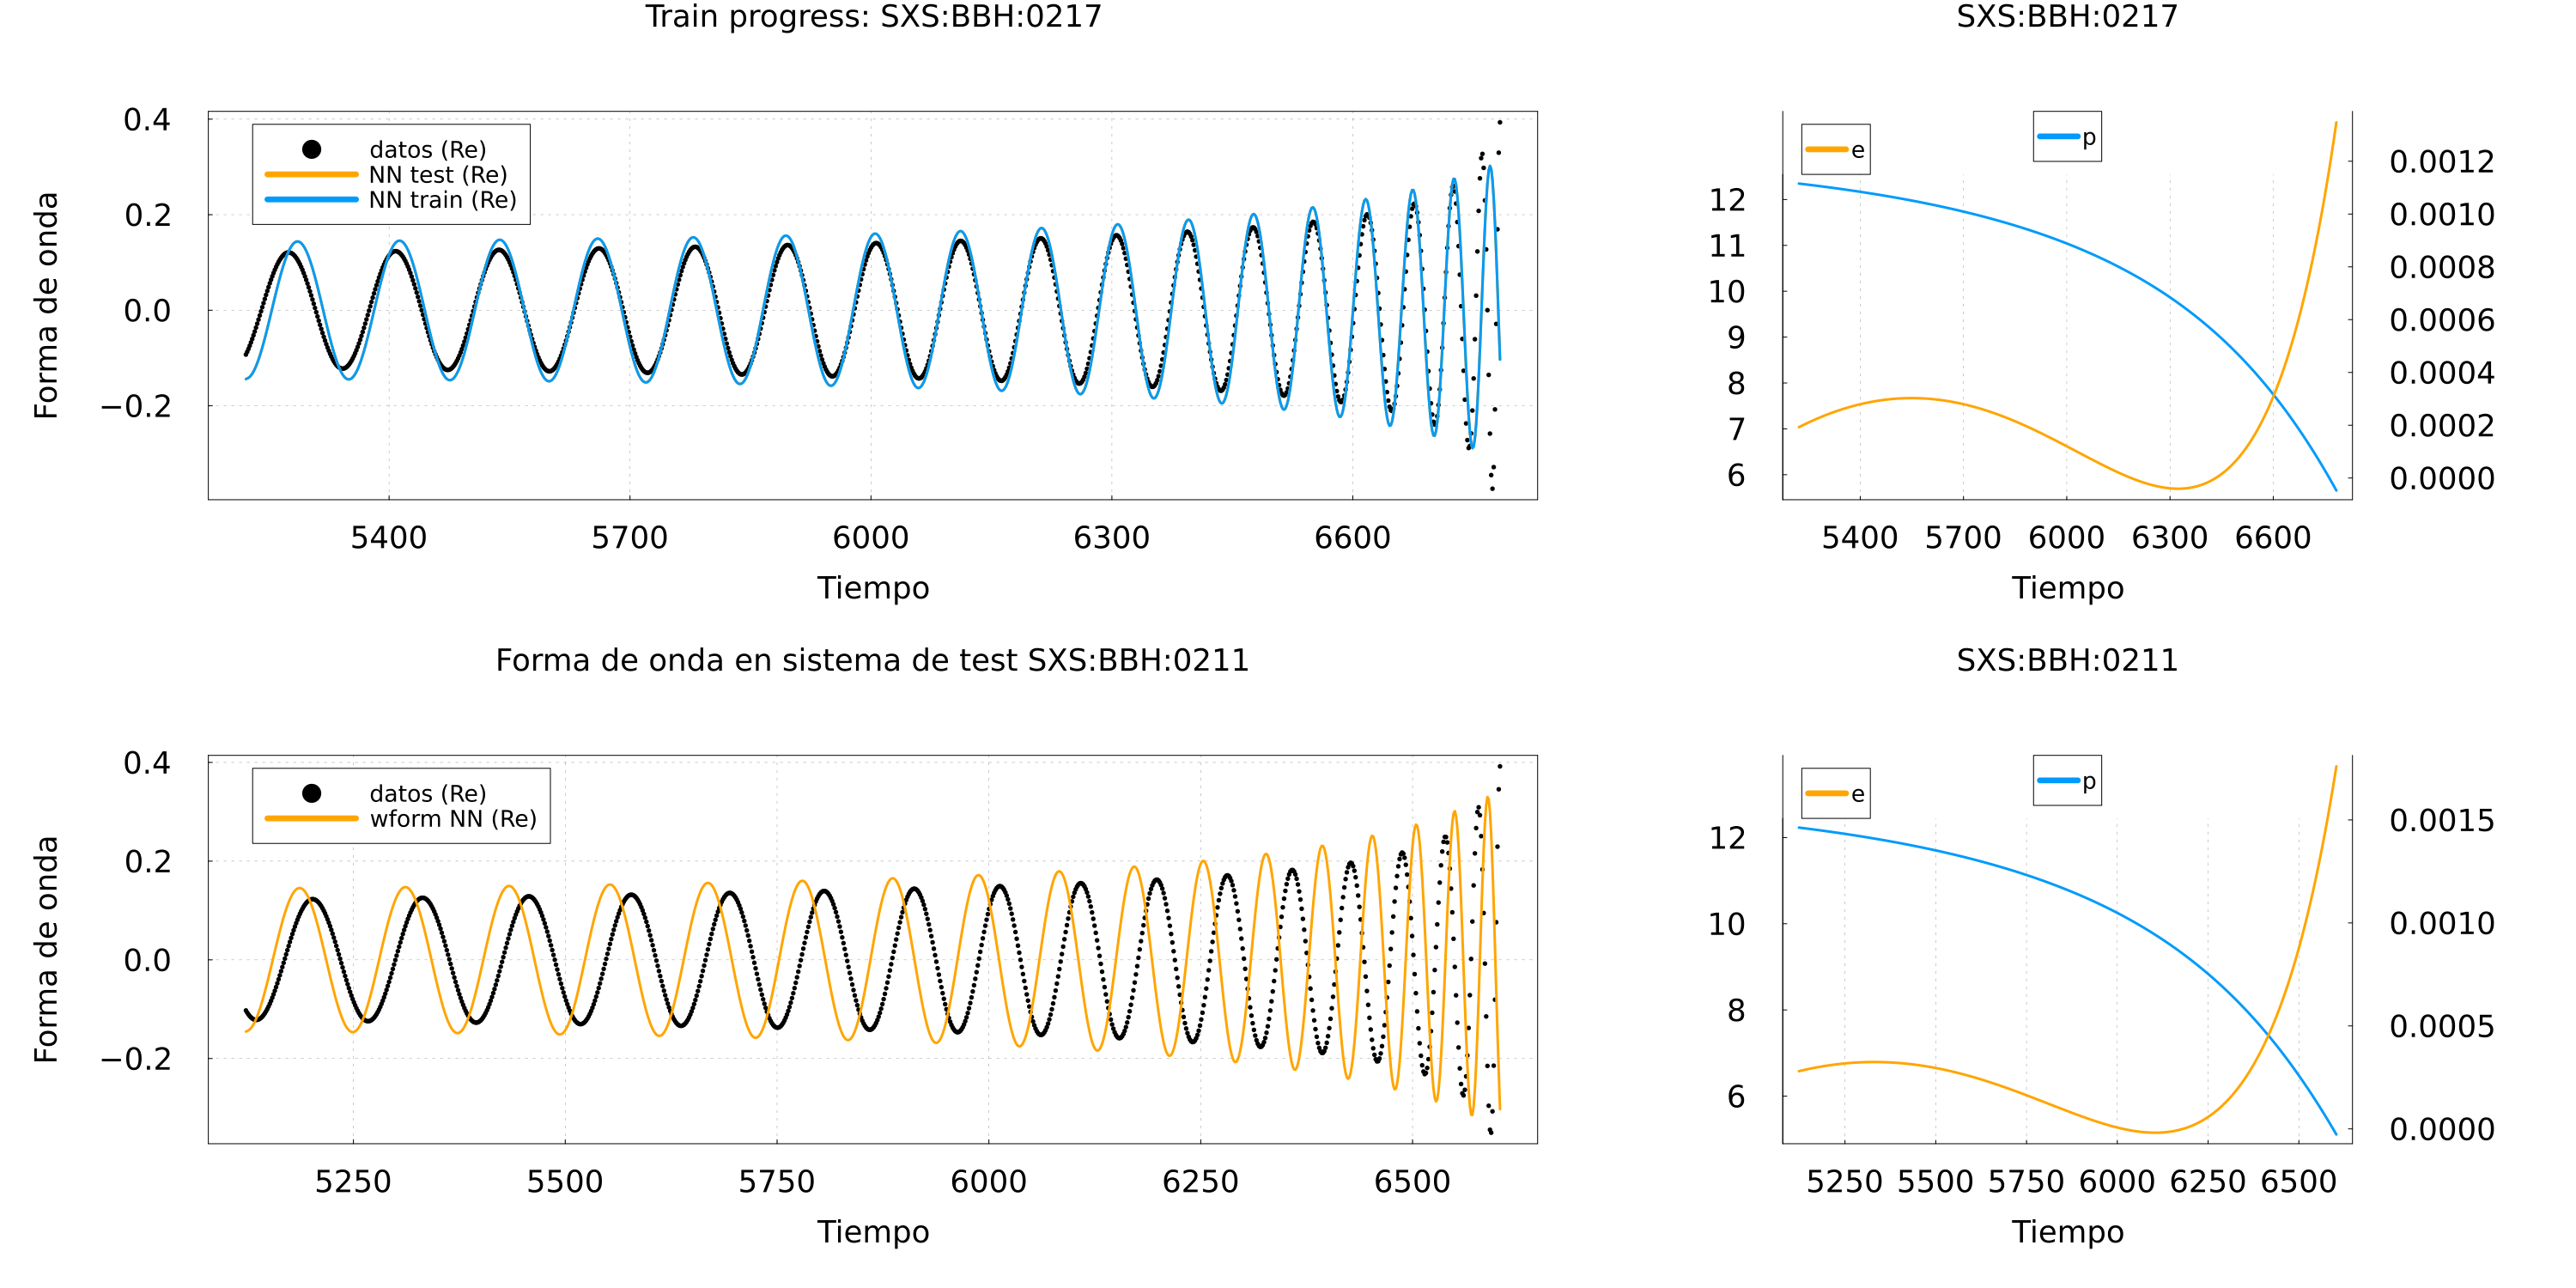 Train progress: SXS:BBH:0217
Forma de onda
0.4
0.2
0.0
−0.2
datos (Re)
NN test (Re)
NN train (Re)
5400 5700 6000 6300 6600
Tiempo
SXS:BBH:0217
e
p
12
11
10
9
8
7
6
0.0012
0.0010
0.0008
0.0006
0.0004
0.0002
0.0000
5400 5700 6000 6300 6600
Tiempo
Forma de onda en sistema de test SXS:BBH:0211
Forma de onda
0.4
0.2
0.0
−0.2
datos (Re)
wform NN (Re)
5250 5500 5750 6000 6250 6500
Tiempo
SXS:BBH:0211
e
p
12
10
8
6
0.0015
0.0010
0.0005
0.0000
5250 5500 5750 6000 6250 6500
Tiempo